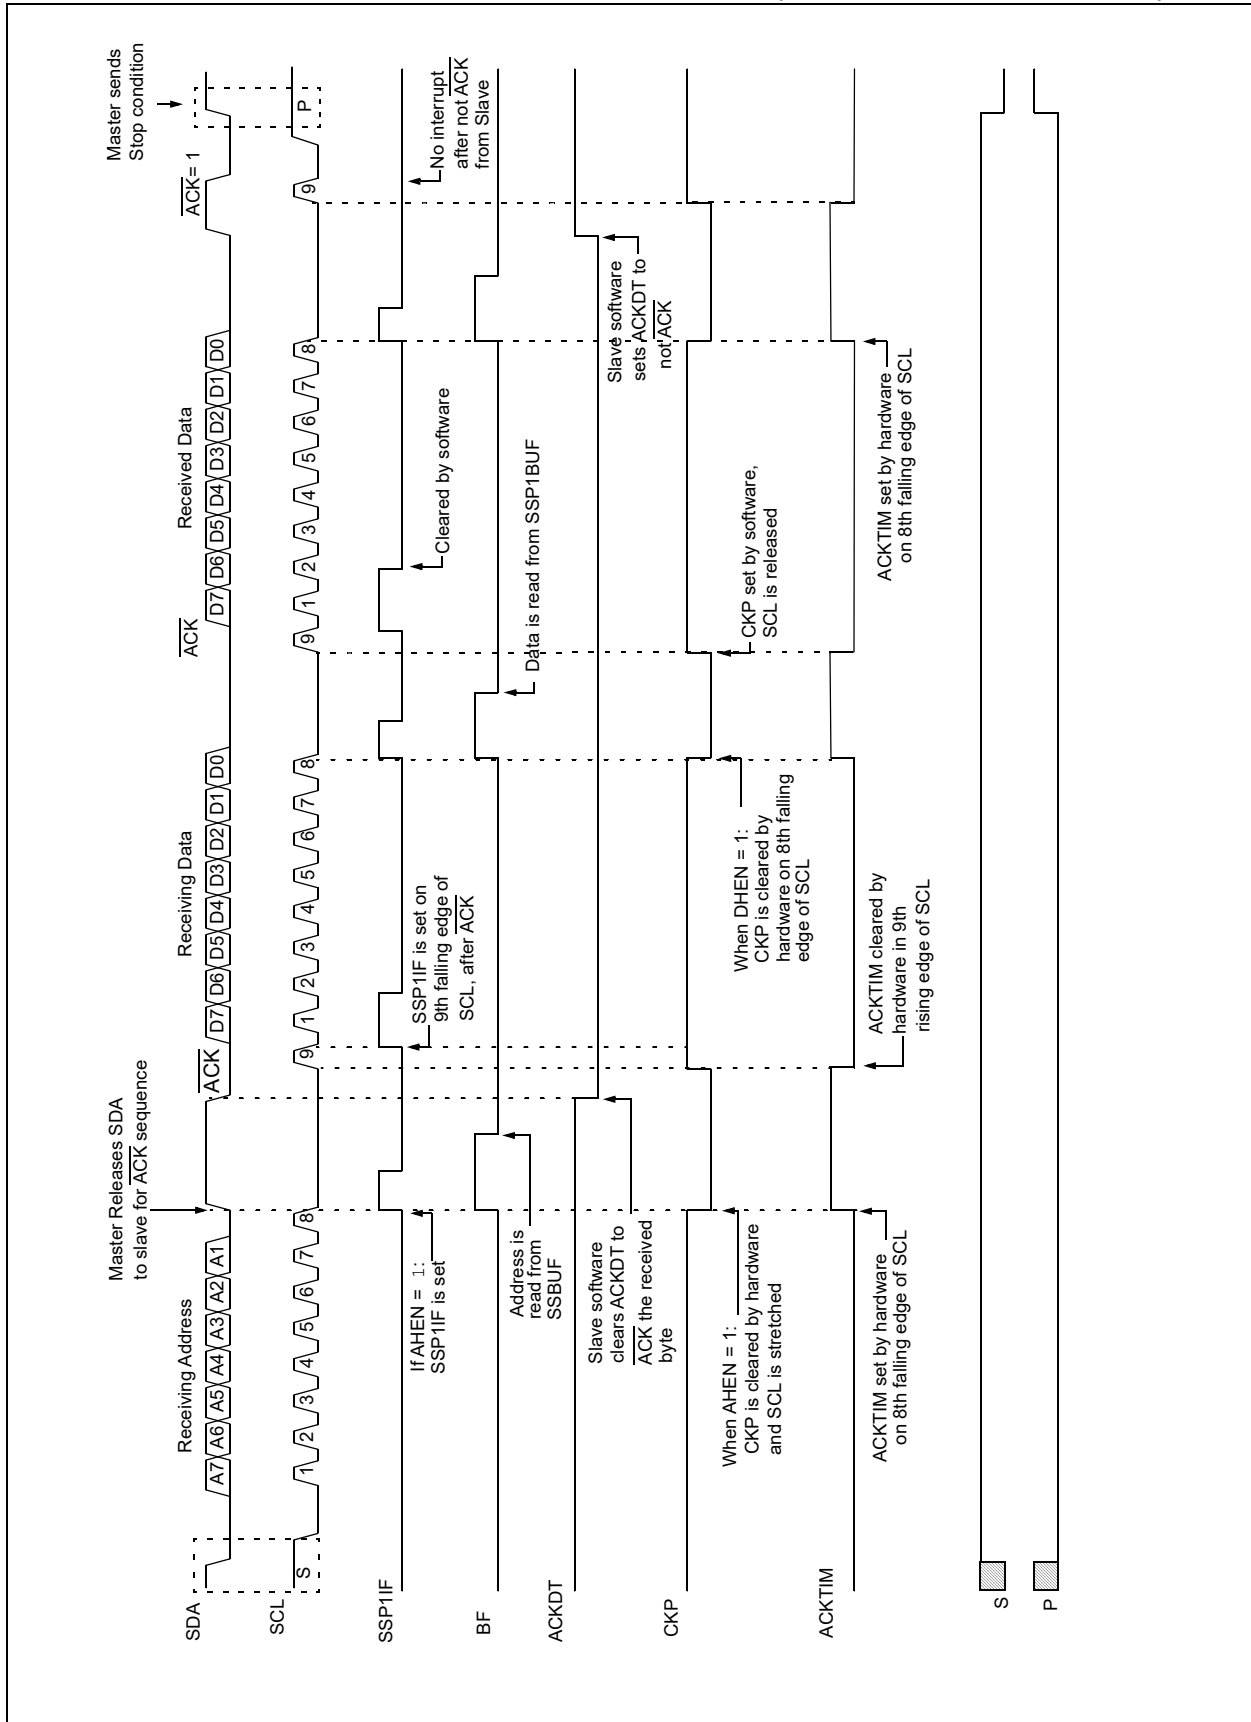 Master Releases SDA
to slave for ACK sequence
Master sends
Stop condition
Receiving Address
Receiving Data
Received Data
ACK
ACK
ACK= 1
SDA
A7 A6 A5 A4 A3 A2 A1
D7 D6 D5 D4 D3 D2 D1 D0
D7 D6 D5 D4 D3 D2 D1 D0
SCL
S 1 2 3 4 5 6 7 8 9 1 2 3 4 5 6 7 8 9 1 2 3 4 5 6 7 8 9 P
SSP1IF
If AHEN = 1:
SSP1IF is set
SSP1IF is set on
9th falling edge of
SCL, after ACK
Cleared by software
No interrupt
after not ACK
from Slave
BF
Address is
read from
SSBUF
Data is read from SSP1BUF
ACKDT
Slave software
clears ACKDT to
ACK the received
byte
Slave software
sets ACKDT to
not ACK
CKP
When AHEN = 1:
CKP is cleared by hardware
and SCL is stretched
When DHEN = 1:
CKP is cleared by
hardware on 8th falling
edge of SCL
CKP set by software,
SCL is released
ACKTIM
ACKTIM set by hardware
on 8th falling edge of SCL
ACKTIM cleared by
hardware in 9th
rising edge of SCL
ACKTIM set by hardware
on 8th falling edge of SCL
S
P